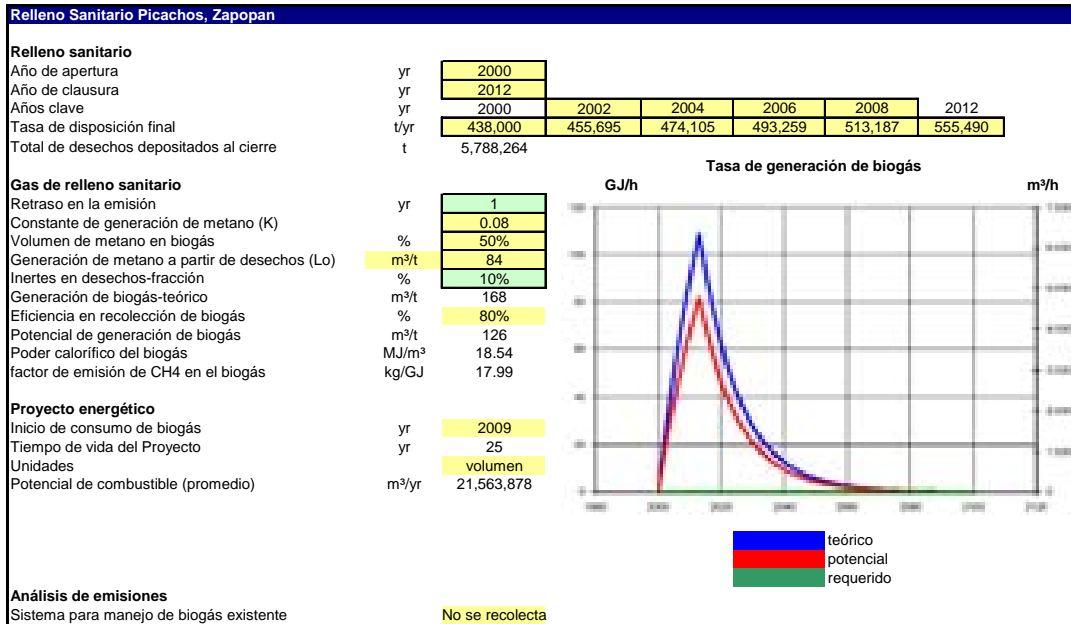 Relleno Sanitario Picachos, Zapopan
Relleno sanitario
Año de apertura yr 2000
Año de clausura yr 2012
Años clave yr 2000 2002 2004 2006 2008 2012
Tasa de disposición final t/yr 438,000 455,695 474,105 493,259 513,187 555,490
Total de desechos depositados al cierre t 5,788,264
Gas de relleno sanitario
Retraso en la emisión yr 1
Constante de generación de metano (K) 0.08
Volumen de metano en biogás % 50%
Generación de metano a partir de desechos (Lo) m³/t 84
Inertes en desechos-fracción % 10%
Generación de biogás-teórico m³/t 168
Eficiencia en recolección de biogás % 80%
Potencial de generación de biogás m³/t 126
Poder calorífico del biogás MJ/m³ 18.54
factor de emisión de CH4 en el biogás kg/GJ 17.99
Proyecto energético
Inicio de consumo de biogás yr 2009
Tiempo de vida del Proyecto yr 25
Unidades volumen
Potencial de combustible (promedio) m³/yr 21,563,878
Tasa de generación de biogás
GJ/h m³/h
teórico
potencial
requerido
Análisis de emisiones
Sistema para manejo de biogás existente No se recolecta